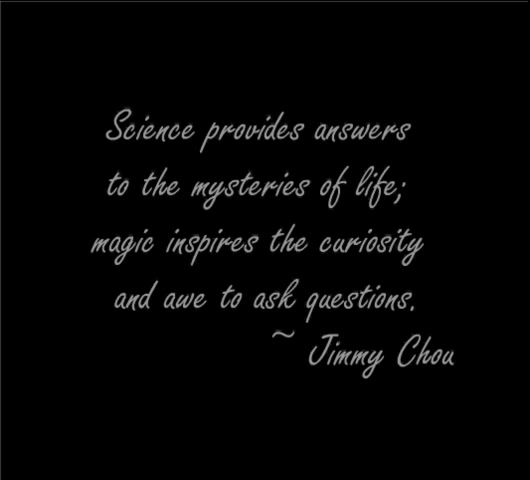 Science provides answers
to the mysteries of life;
magic inspires the curiosity
and awe to ask questions.
~ Jimmy Chou